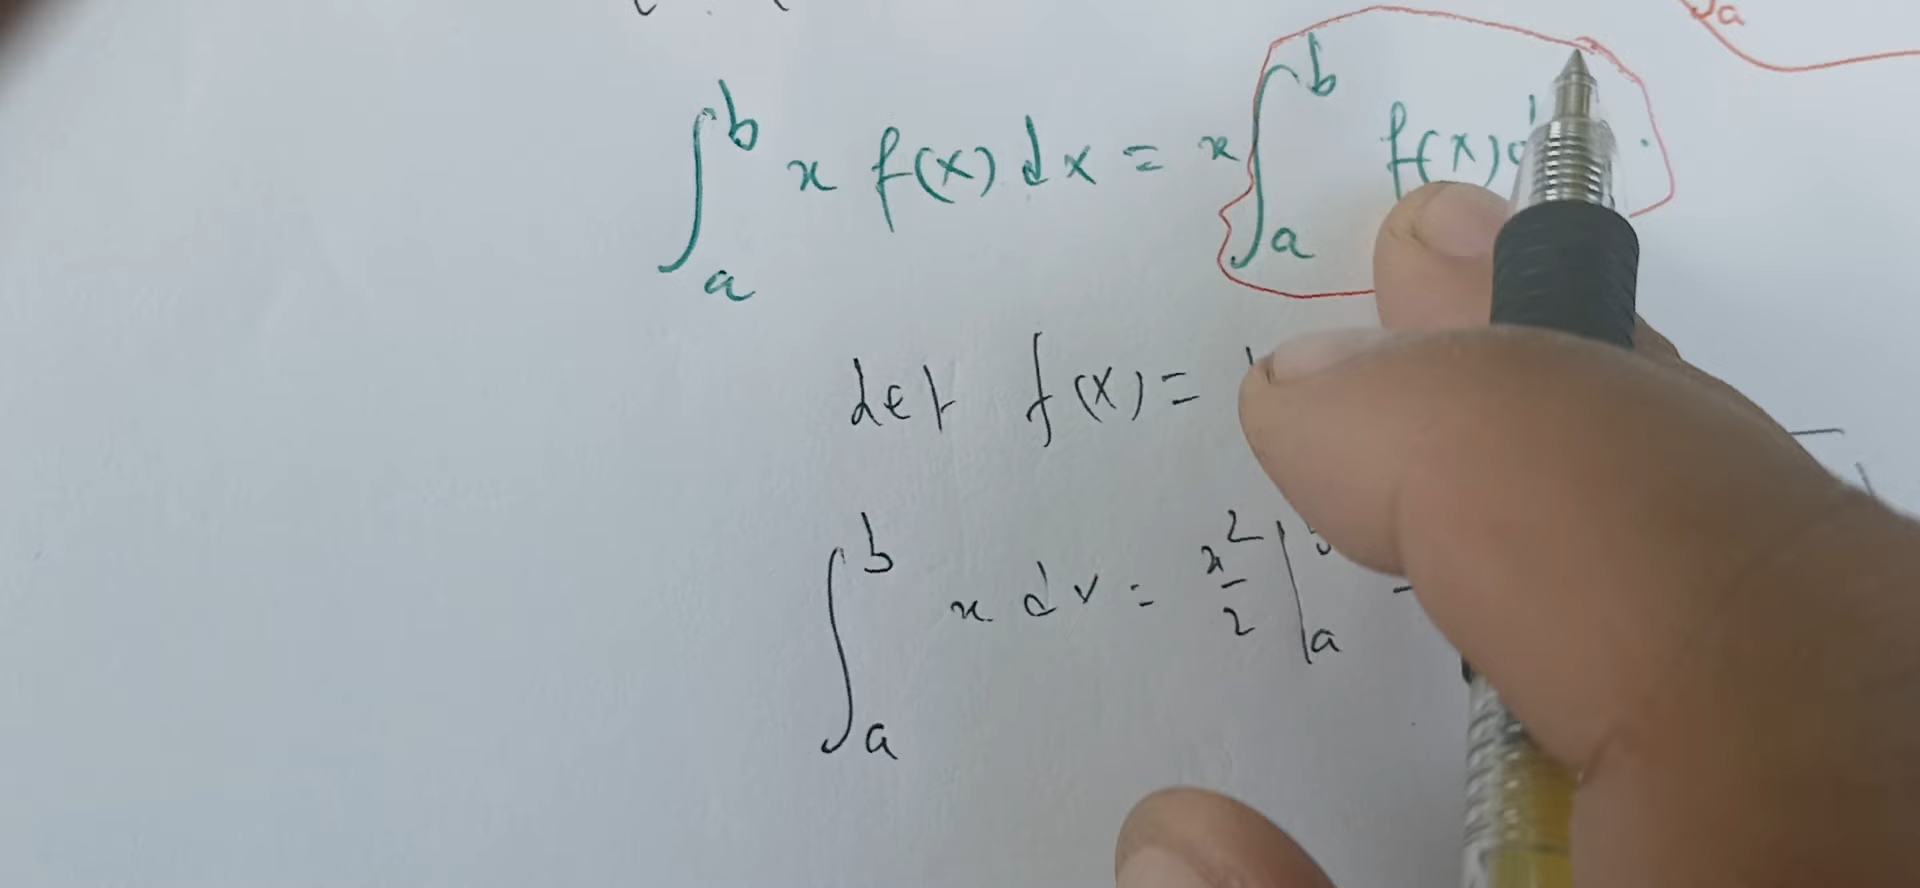 a
∫_a^b x f(x) dx = x ∫_a^b f(x) d
Let f(x) =
∫_a^b x dx = x²/2 |_a^b